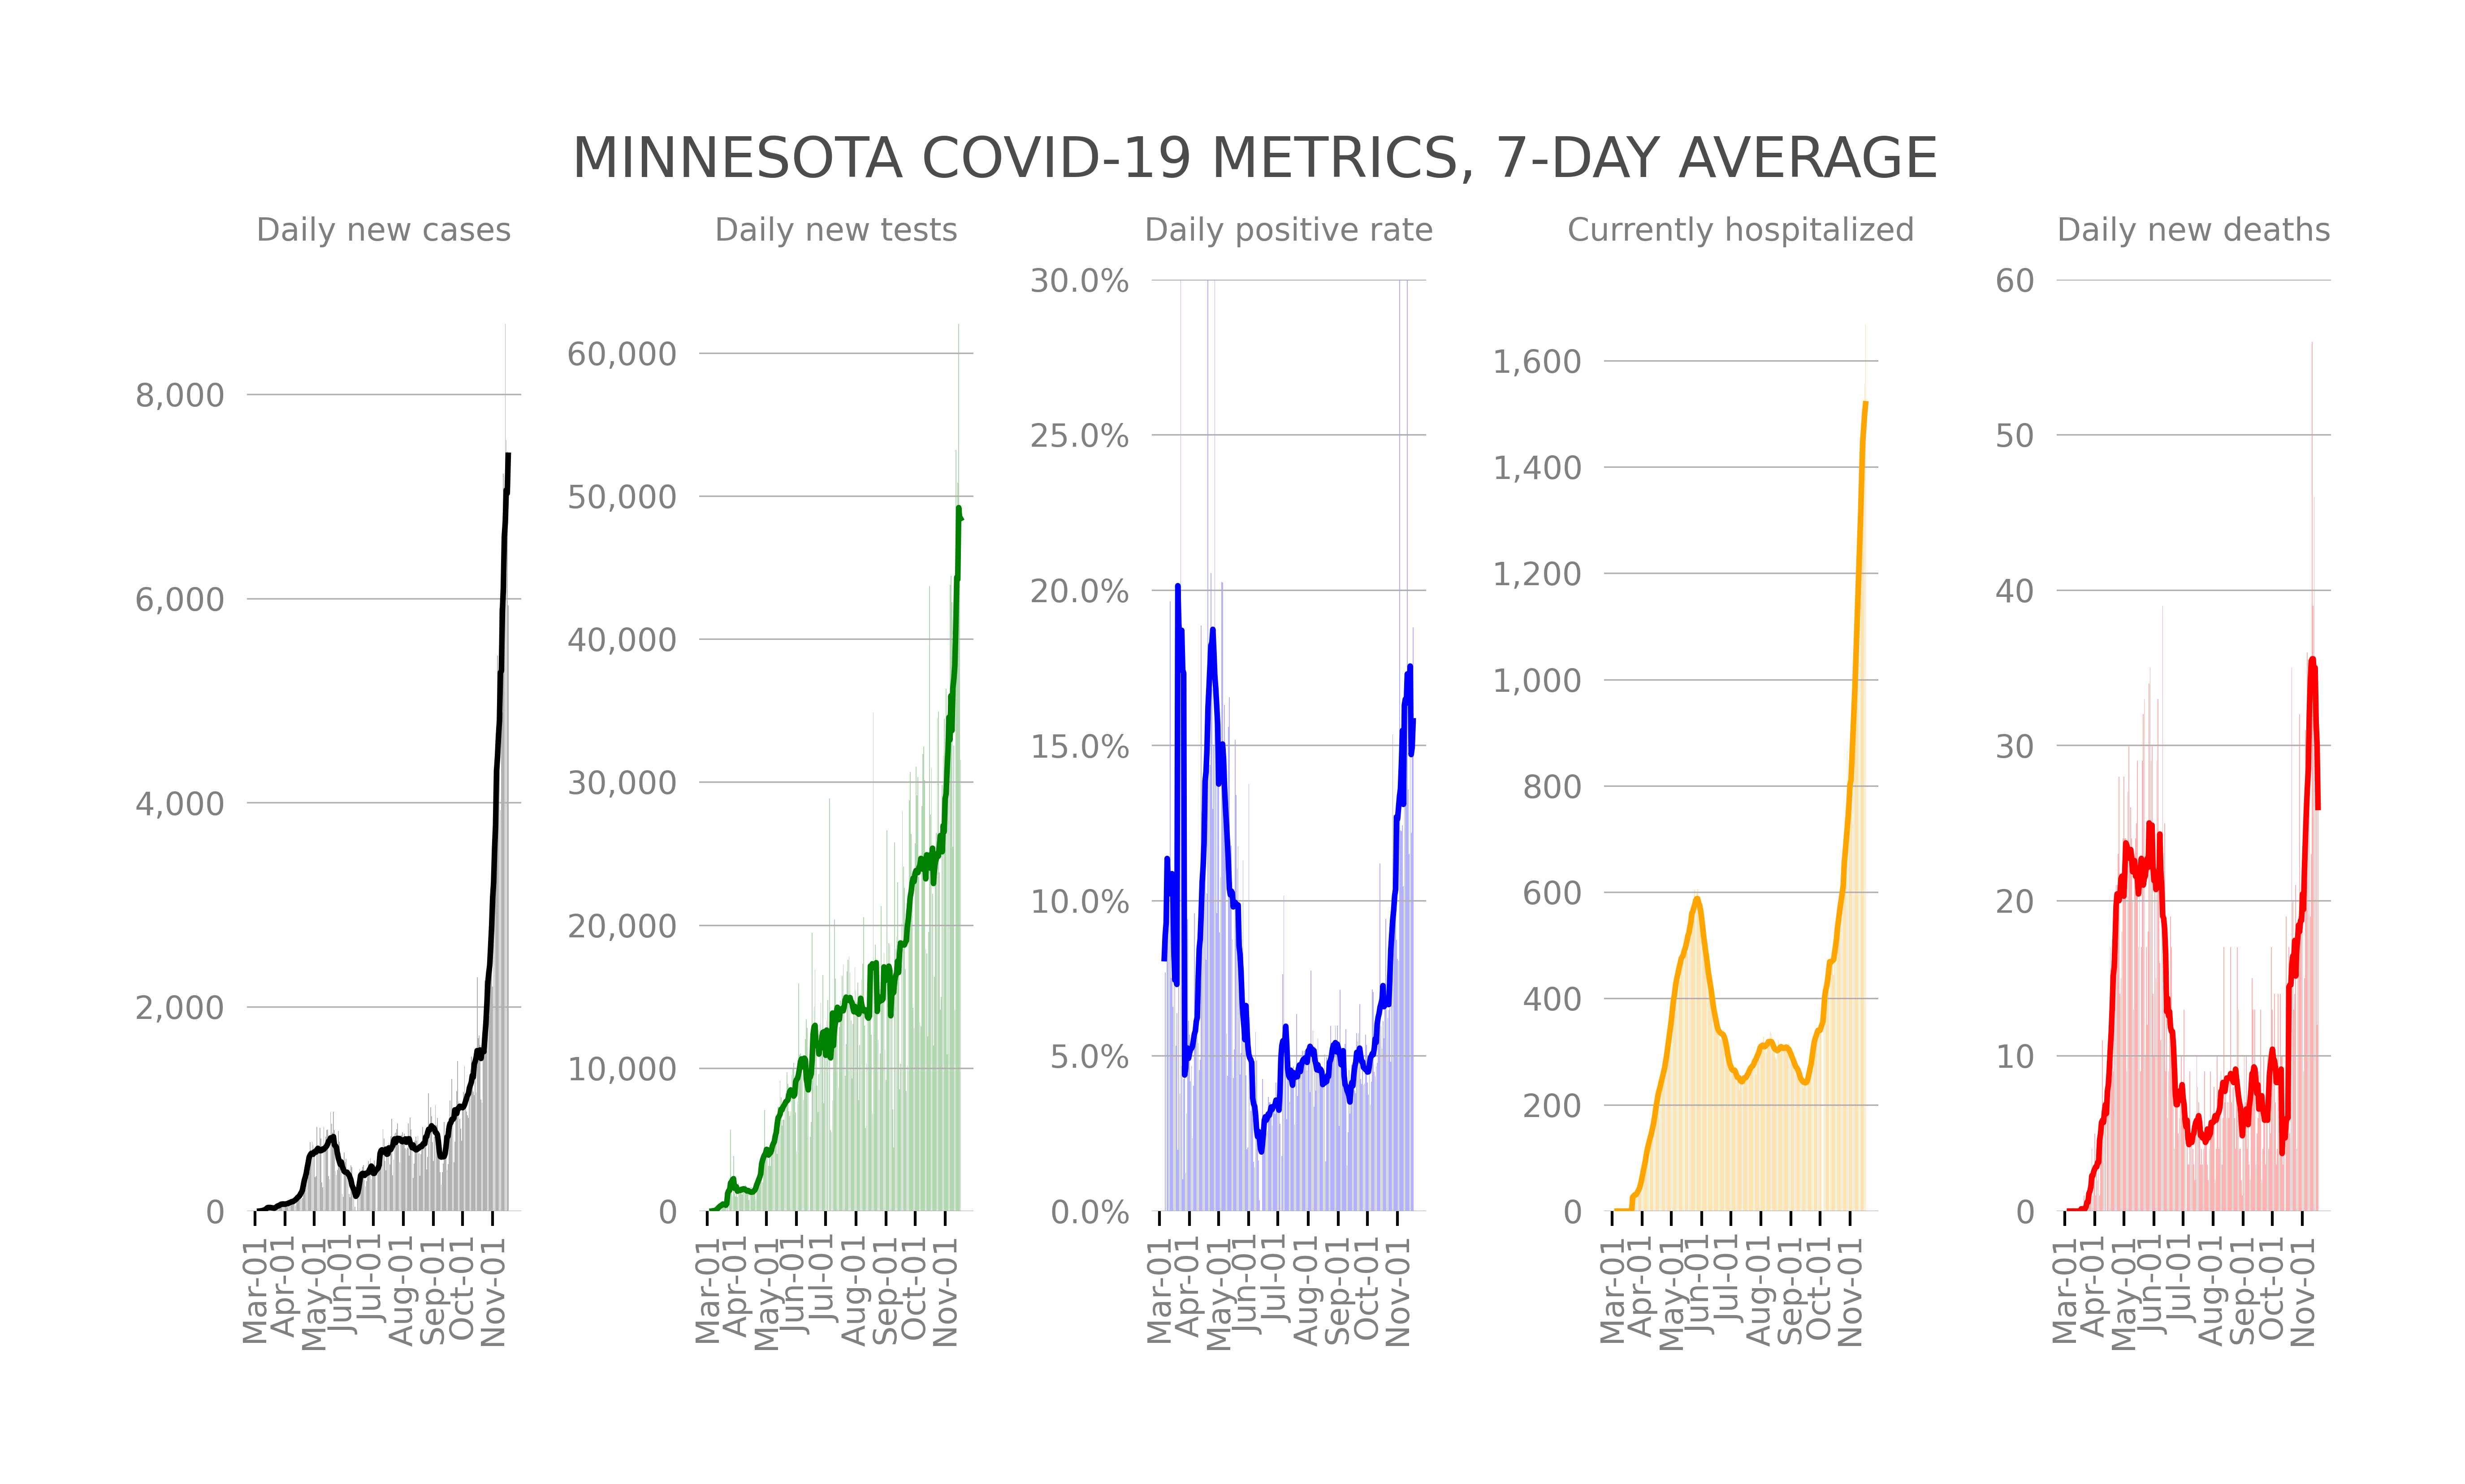 MINNESOTA COVID-19 METRICS, 7-DAY AVERAGE
Daily new cases
8,000
6,000
4,000
2,000
0
Mar-01
Apr-01
May-01
Jun-01
Jul-01
Aug-01
Sep-01
Oct-01
Nov-01
Daily new tests
60,000
50,000
40,000
30,000
20,000
10,000
0
Mar-01
Apr-01
May-01
Jun-01
Jul-01
Aug-01
Sep-01
Oct-01
Nov-01
Daily positive rate
30.0%
25.0%
20.0%
15.0%
10.0%
5.0%
0.0%
Mar-01
Apr-01
May-01
Jun-01
Jul-01
Aug-01
Sep-01
Oct-01
Nov-01
Currently hospitalized
1,600
1,400
1,200
1,000
800
600
400
200
0
Mar-01
Apr-01
May-01
Jun-01
Jul-01
Aug-01
Sep-01
Oct-01
Nov-01
Daily new deaths
60
50
40
30
20
10
0
Mar-01
Apr-01
May-01
Jun-01
Jul-01
Aug-01
Sep-01
Oct-01
Nov-01